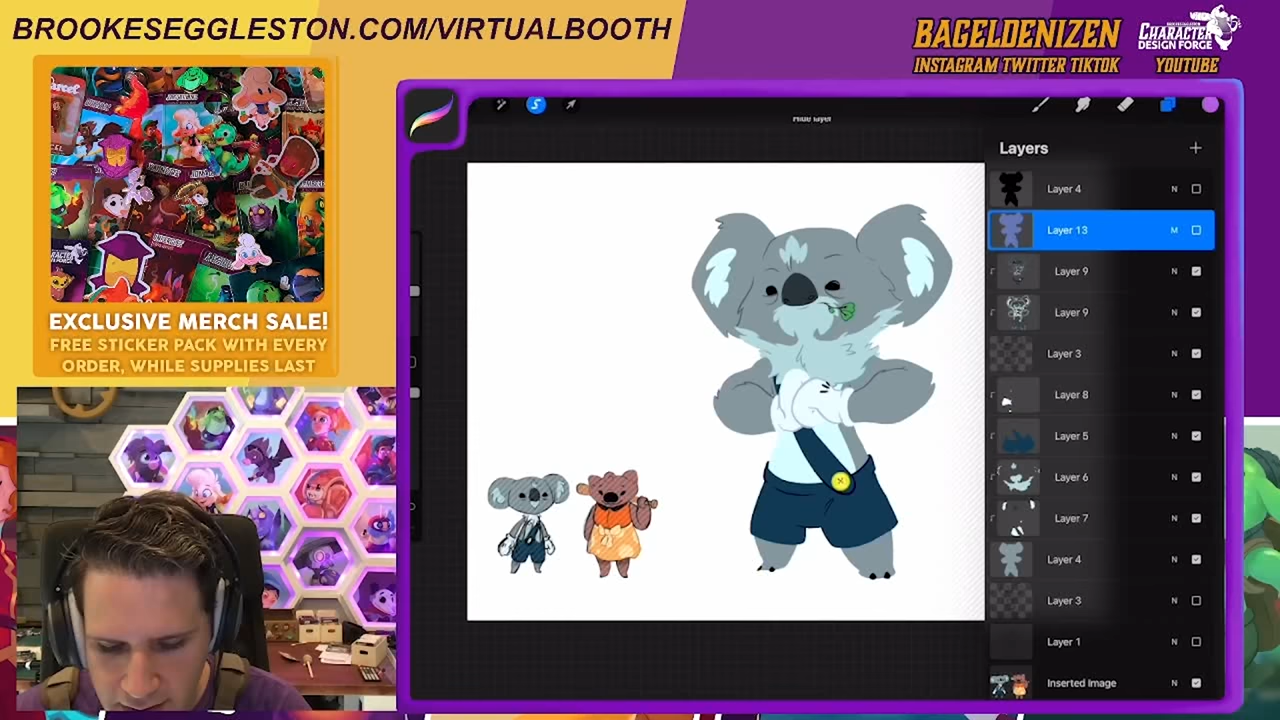 BROOKESEGGLESTON.COM/VIRTUALBOOTH
BAGELDENIZEN
INSTAGRAM TWITTER TIKTOK
CHARACTER
DESIGN FORGE
YOUTUBE
EXCLUSIVE MERCH SALE!
FREE STICKER PACK WITH EVERY
ORDER, WHILE SUPPLIES LAST
Hide layer
Layers
Layer 4 N
Layer 13 M
Layer 9 N
Layer 9 N
Layer 3 N
Layer 8 N
Layer 5 N
Layer 6 N
Layer 7 N
Layer 4 N
Layer 3 N
Layer 1 N
Inserted Image N